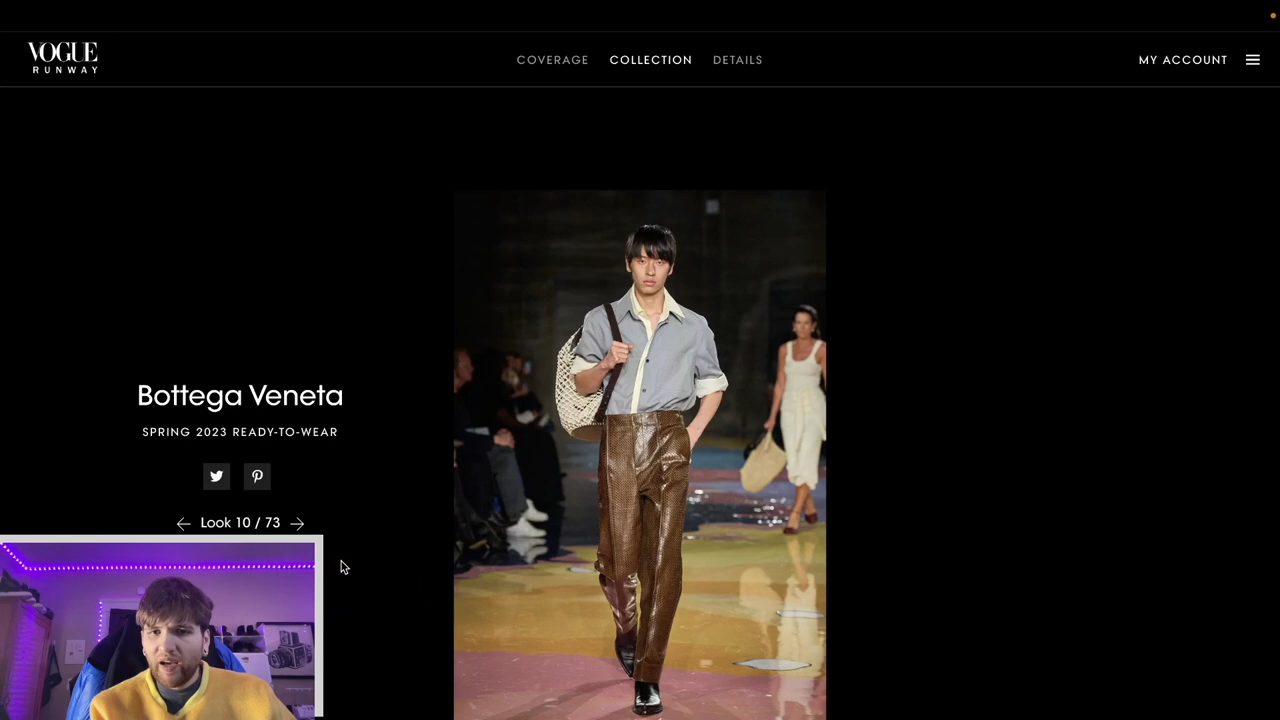 VOGUE
RUNWAY
COVERAGE COLLECTION DETAILS
MY ACCOUNT
Bottega Veneta
SPRING 2023 READY-TO-WEAR
Look 10 / 73